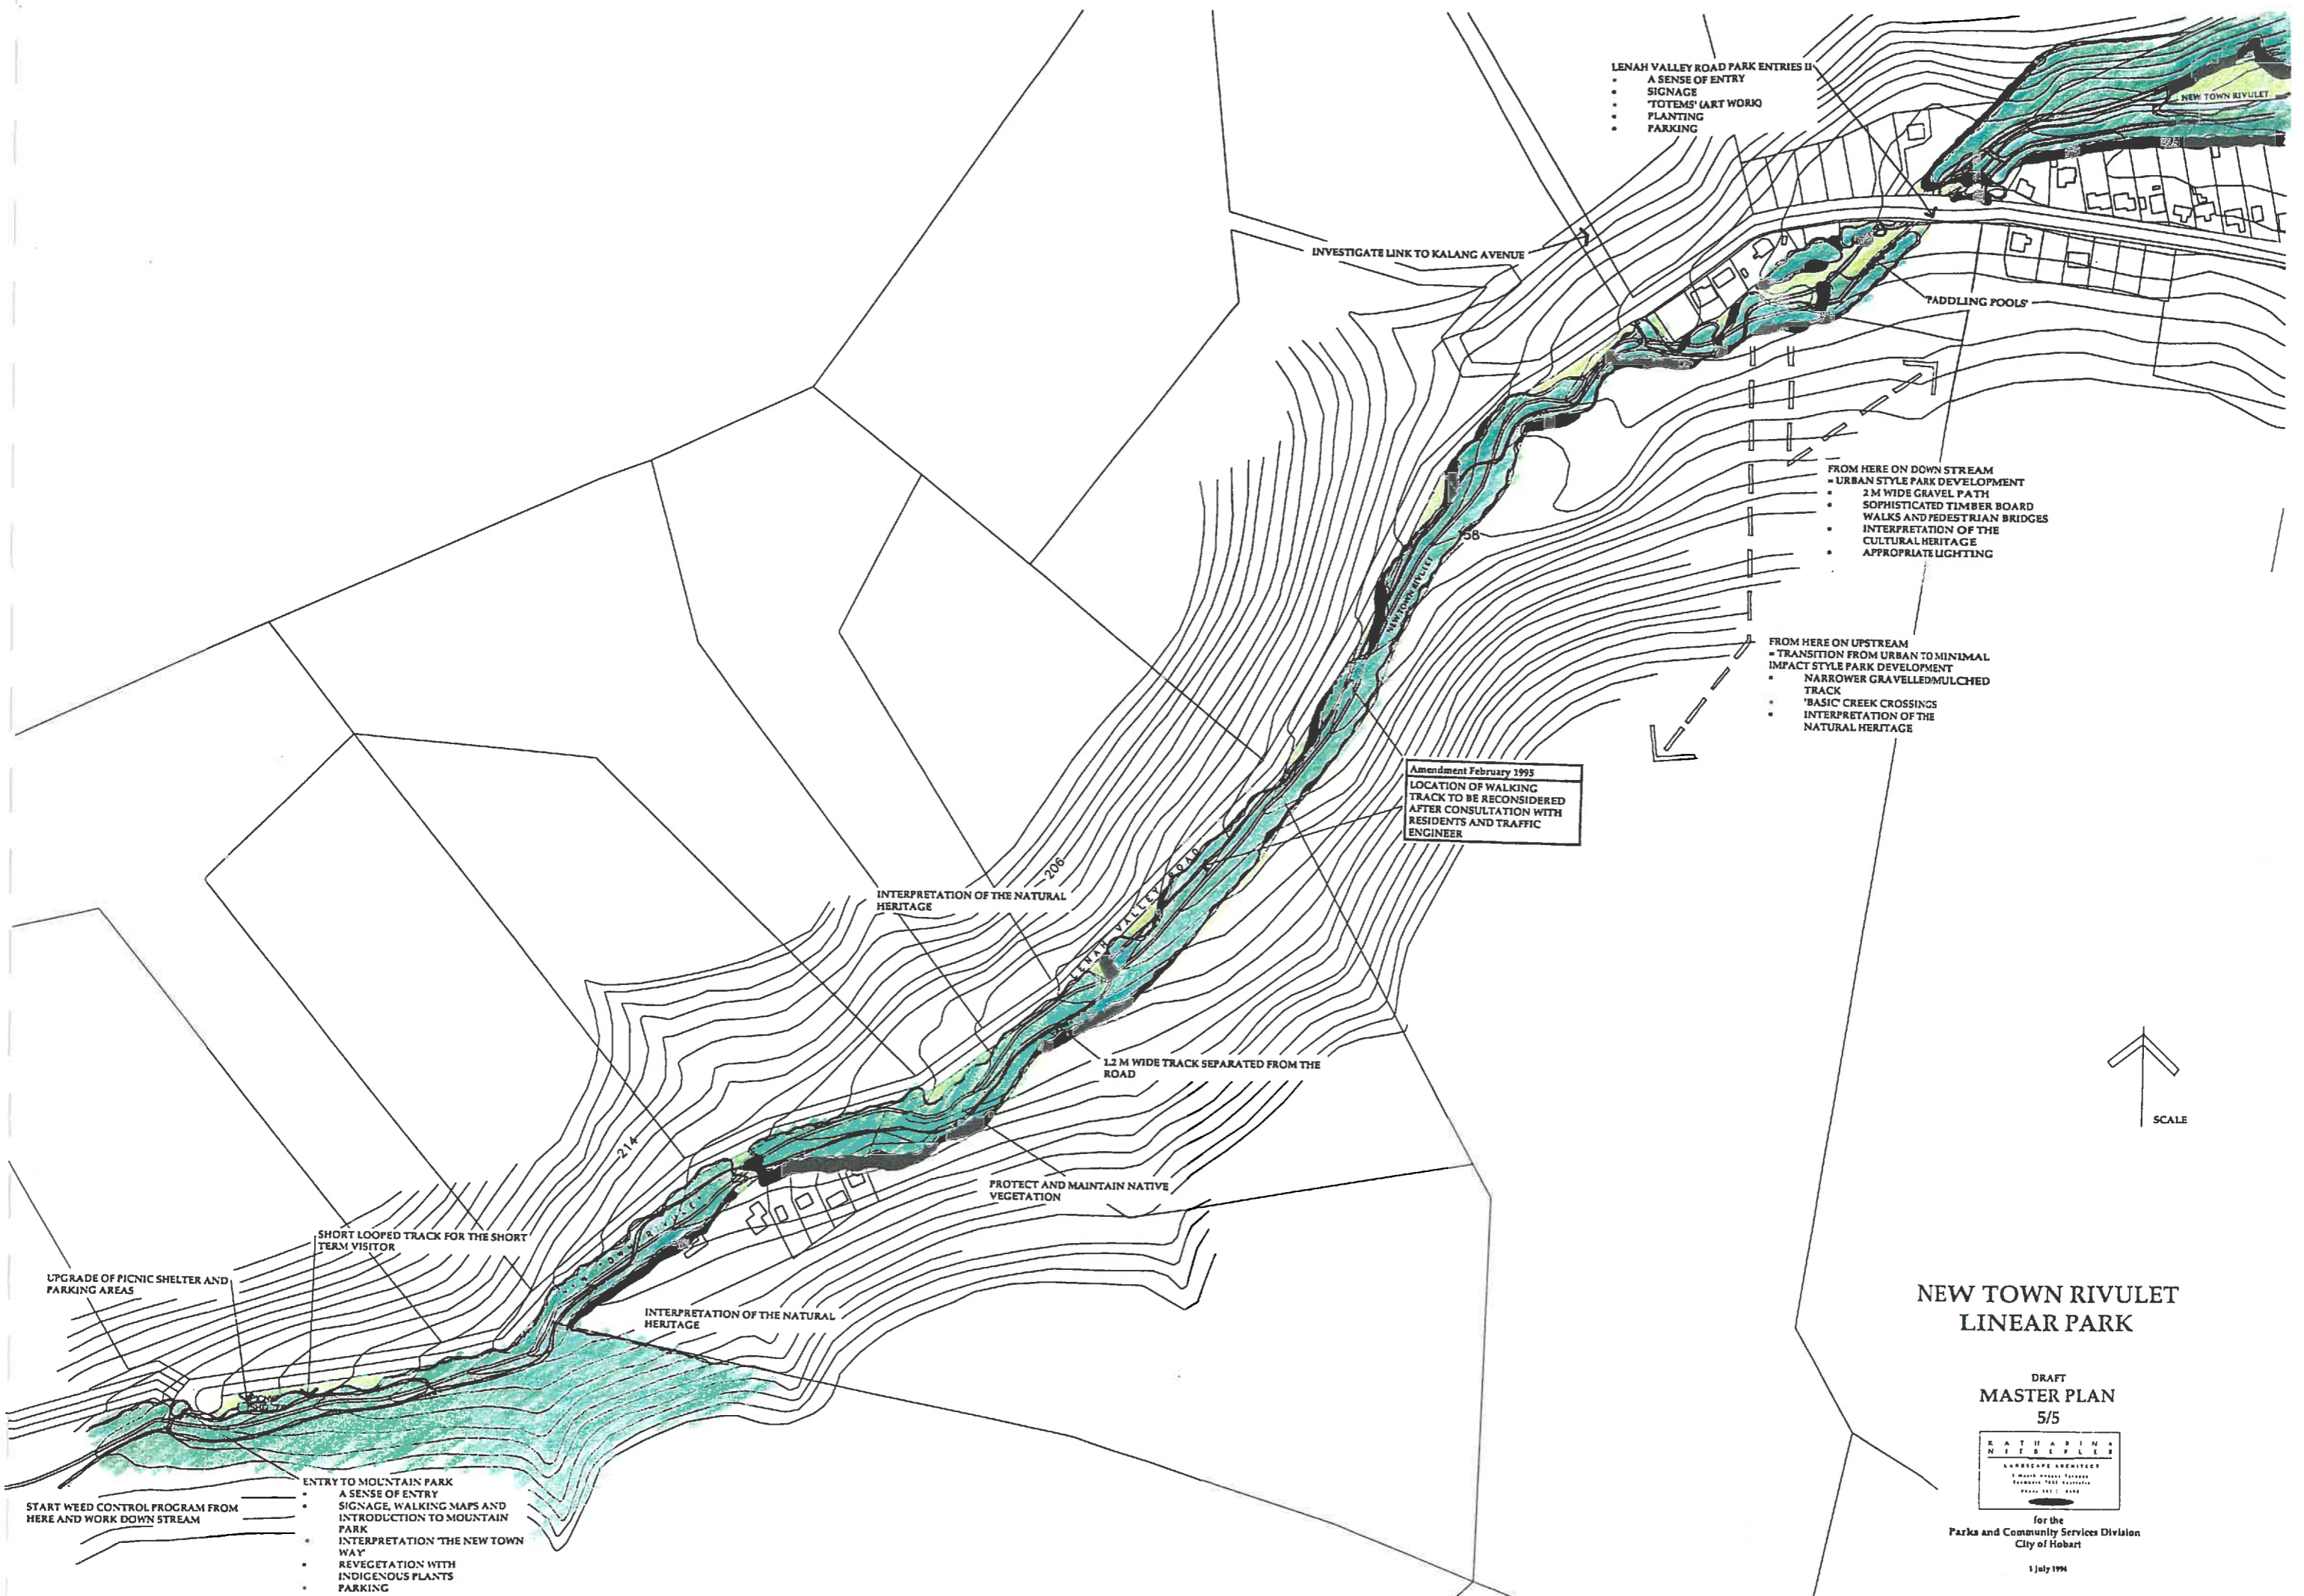 LENAH VALLEY ROAD PARK ENTRIES II
• A SENSE OF ENTRY
• SIGNAGE
• 'TOTEMS' (ART WORK)
• PLANTING
• PARKING
NEW TOWN RIVULET
INVESTIGATE LINK TO KALANG AVENUE
'PADDLING POOLS'
FROM HERE ON DOWN STREAM
= URBAN STYLE PARK DEVELOPMENT
• 2 M WIDE GRAVEL PATH
• SOPHISTICATED TIMBER BOARD
WALKS AND PEDESTRIAN BRIDGES
• INTERPRETATION OF THE
CULTURAL HERITAGE
• APPROPRIATE LIGHTING
158
NEW TOWN RIVULET
FROM HERE ON UPSTREAM
= TRANSITION FROM URBAN TO MINIMAL
IMPACT STYLE PARK DEVELOPMENT
• NARROWER GRAVELLED/MULCHED
TRACK
• 'BASIC' CREEK CROSSINGS
• INTERPRETATION OF THE
NATURAL HERITAGE
Amendment February 1995
LOCATION OF WALKING
TRACK TO BE RECONSIDERED
AFTER CONSULTATION WITH
RESIDENTS AND TRAFFIC
ENGINEER
206
LENAH VALLEY ROAD
INTERPRETATION OF THE NATURAL
HERITAGE
1.2 M WIDE TRACK SEPARATED FROM THE
ROAD
SCALE
214
PROTECT AND MAINTAIN NATIVE
VEGETATION
RIVULET
SHORT LOOPED TRACK FOR THE SHORT
TERM VISITOR
UPGRADE OF PICNIC SHELTER AND
PARKING AREAS
INTERPRETATION OF THE NATURAL
HERITAGE
START WEED CONTROL PROGRAM FROM
HERE AND WORK DOWN STREAM
ENTRY TO MOUNTAIN PARK
• A SENSE OF ENTRY
• SIGNAGE, WALKING MAPS AND
INTRODUCTION TO MOUNTAIN
PARK
• INTERPRETATION 'THE NEW TOWN
WAY'
• REVEGETATION WITH
INDIGENOUS PLANTS
• PARKING
NEW TOWN RIVULET
LINEAR PARK
DRAFT
MASTER PLAN
5/5
KATHARINA
LANDSCAPE ARCHITECT
for the
Parks and Community Services Division
City of Hobart
1 July 1994